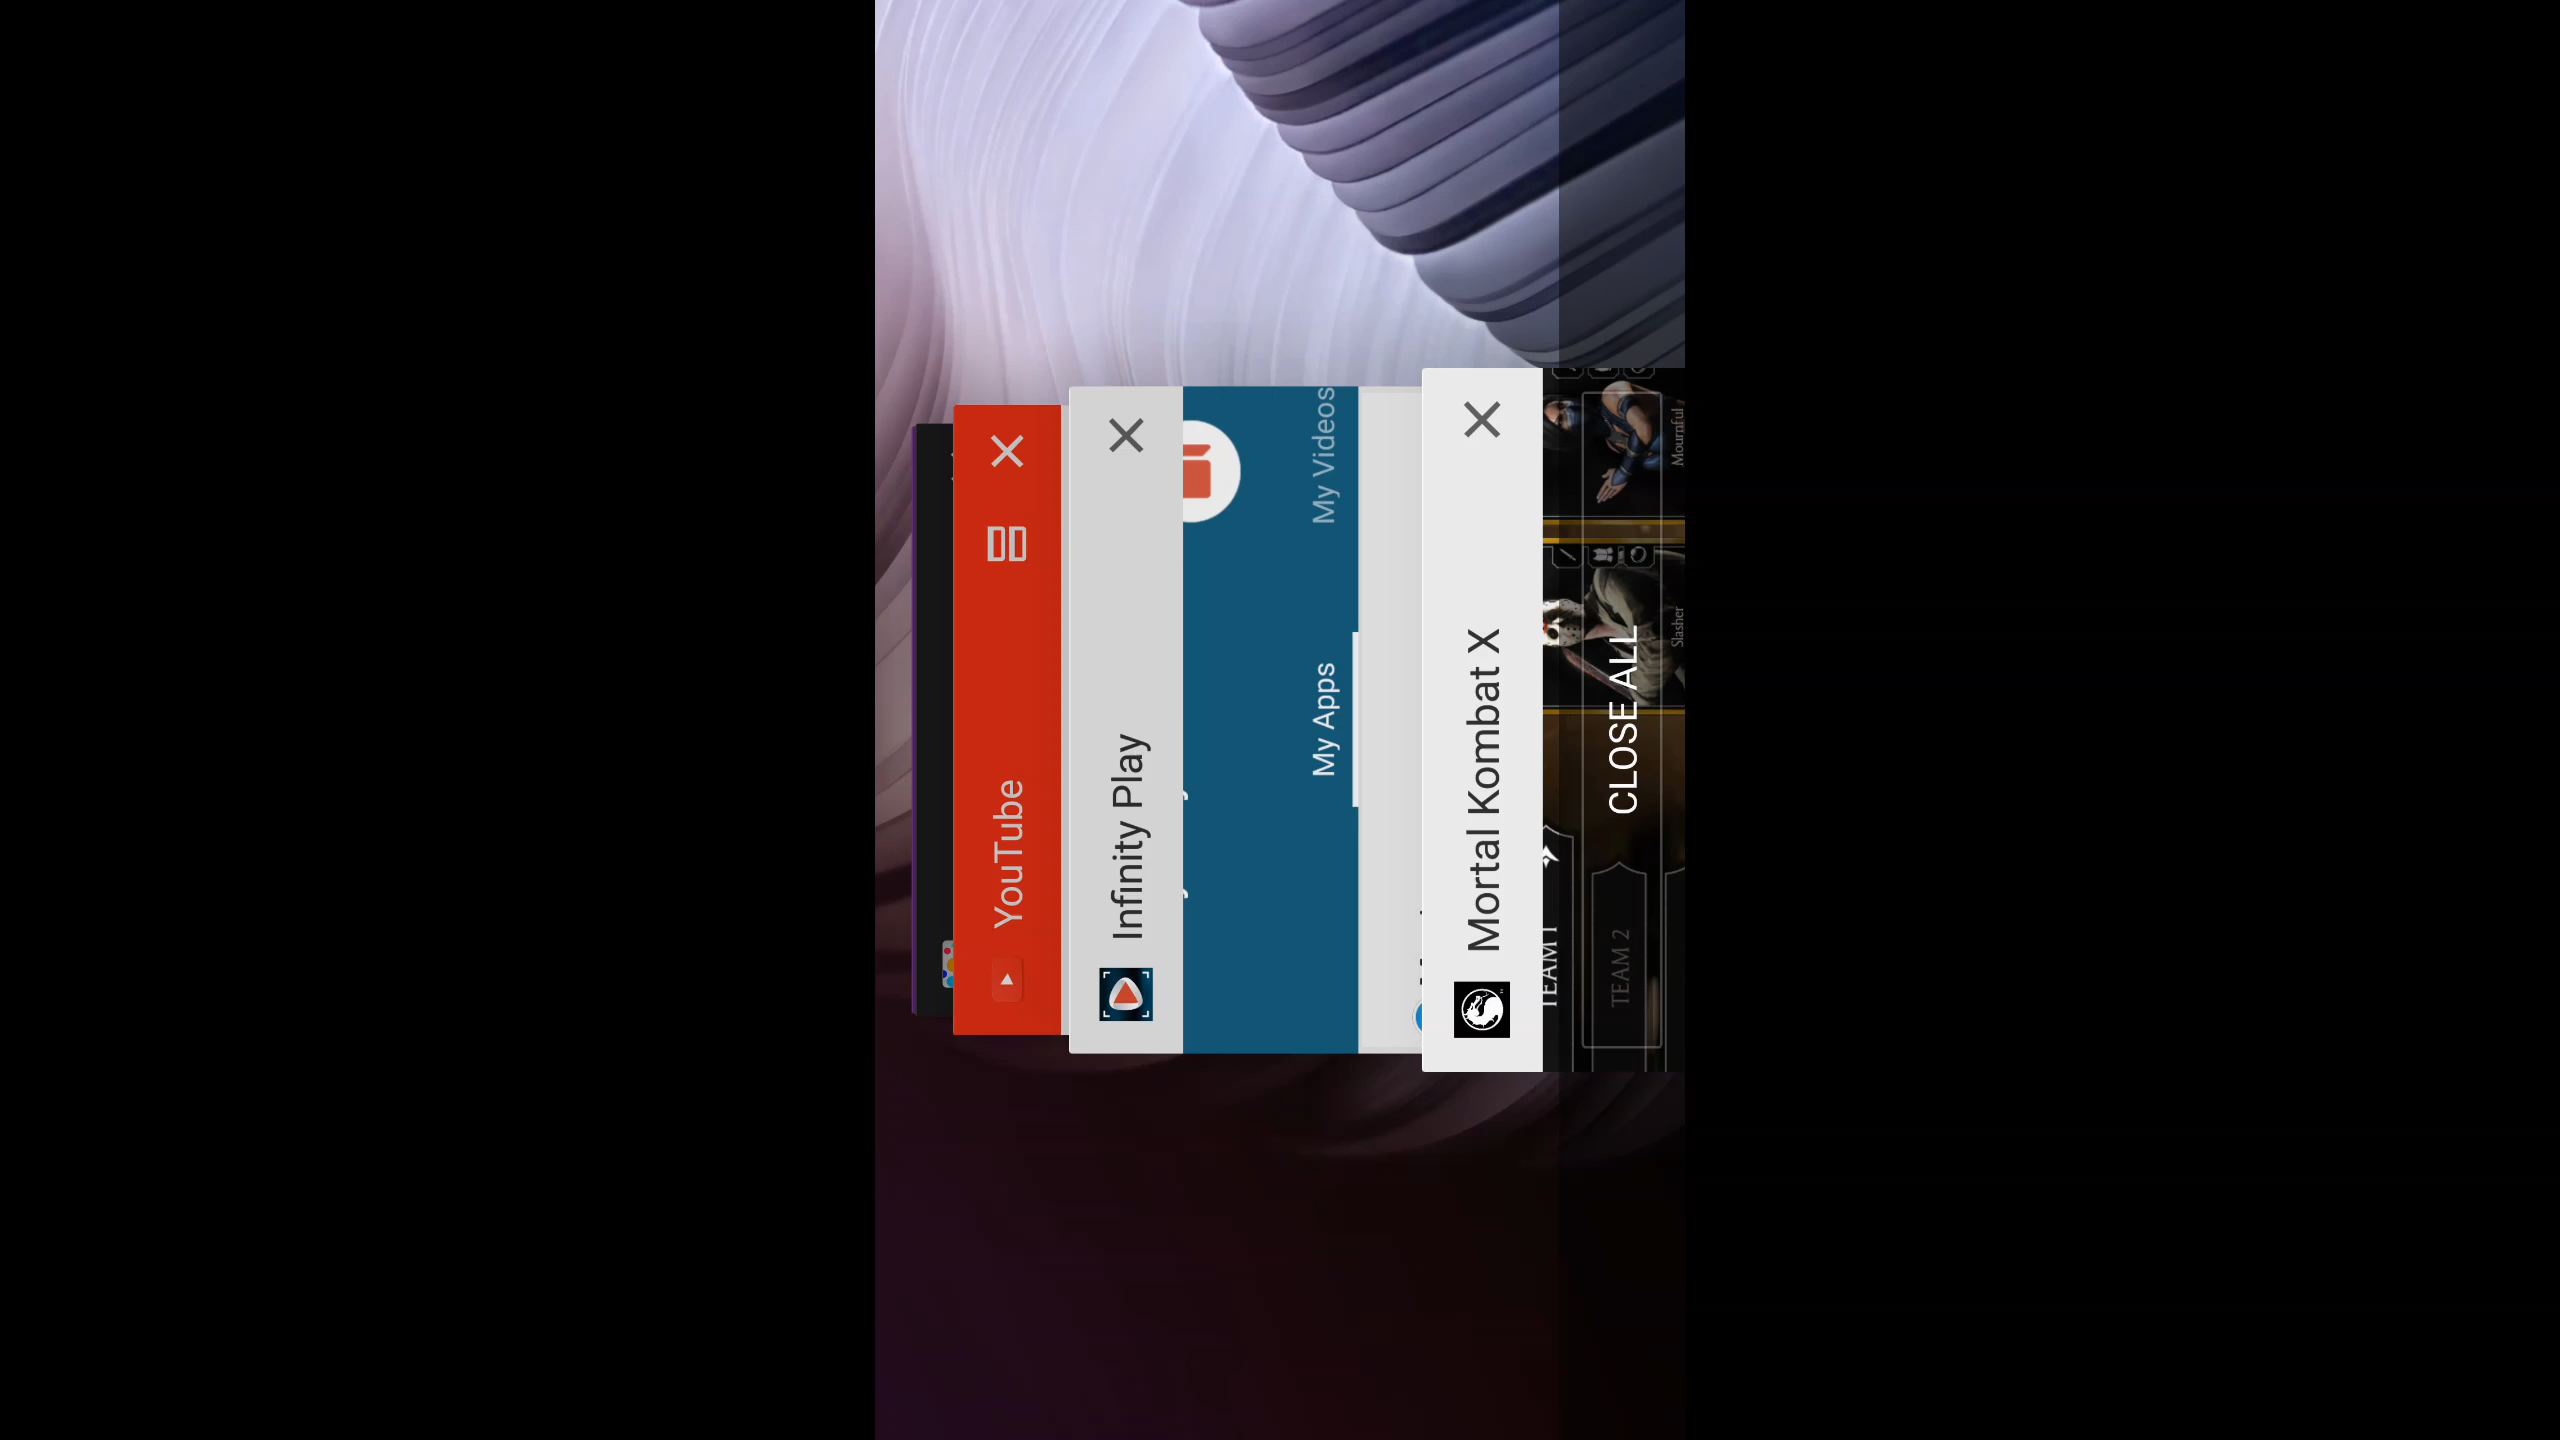 YouTube
Infinity Play
My Apps
My Videos
Mortal Kombat X
TEAM 1
TEAM 2
CLOSE ALL
Slasher
Mournful